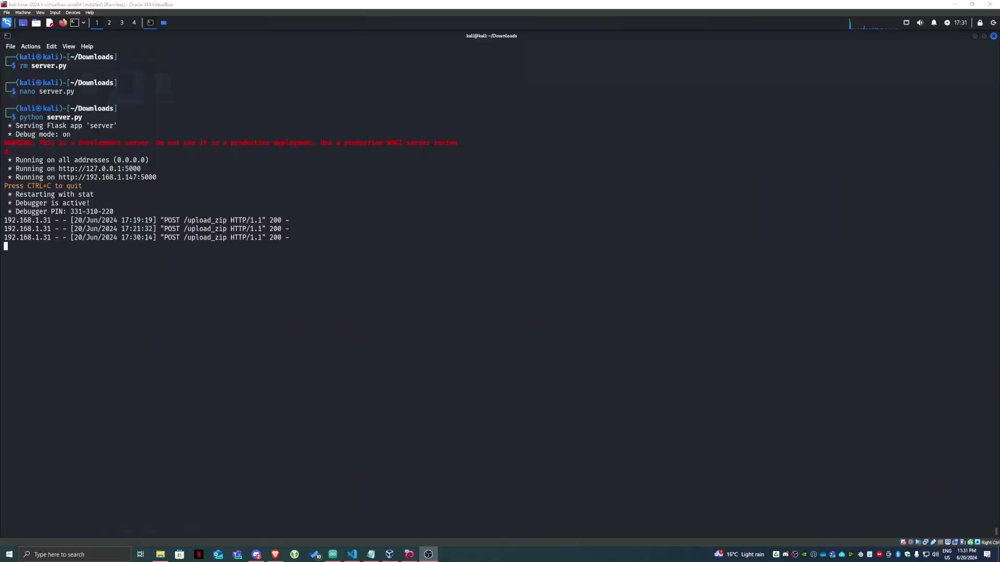 kali-linux-2024.1-virtualbox-amd64 (installed) [Running] - Oracle VM VirtualBox
File Machine View Input Devices Help
1 2 3 4
17:31
kali@kali: ~/Downloads
File Actions Edit View Help
┌──(kali㉿kali)-[~/Downloads]
└─$ rm server.py
┌──(kali㉿kali)-[~/Downloads]
└─$ nano server.py
┌──(kali㉿kali)-[~/Downloads]
└─$ python server.py
* Serving Flask app 'server'
* Debug mode: on
WARNING: This is a development server. Do not use it in a production deployment. Use a production WSGI server instea
d.
* Running on all addresses (0.0.0.0)
* Running on http://127.0.0.1:5000
* Running on http://192.168.1.147:5000
Press CTRL+C to quit
* Restarting with stat
* Debugger is active!
* Debugger PIN: 331-310-220
192.168.1.31 - - [20/Jun/2024 17:19:19] "POST /upload_zip HTTP/1.1" 200 -
192.168.1.31 - - [20/Jun/2024 17:21:32] "POST /upload_zip HTTP/1.1" 200 -
192.168.1.31 - - [20/Jun/2024 17:30:14] "POST /upload_zip HTTP/1.1" 200 -
Right Ctrl
Type here to search
10
16°C Light rain
ENG
US
11:31 PM
6/20/2024